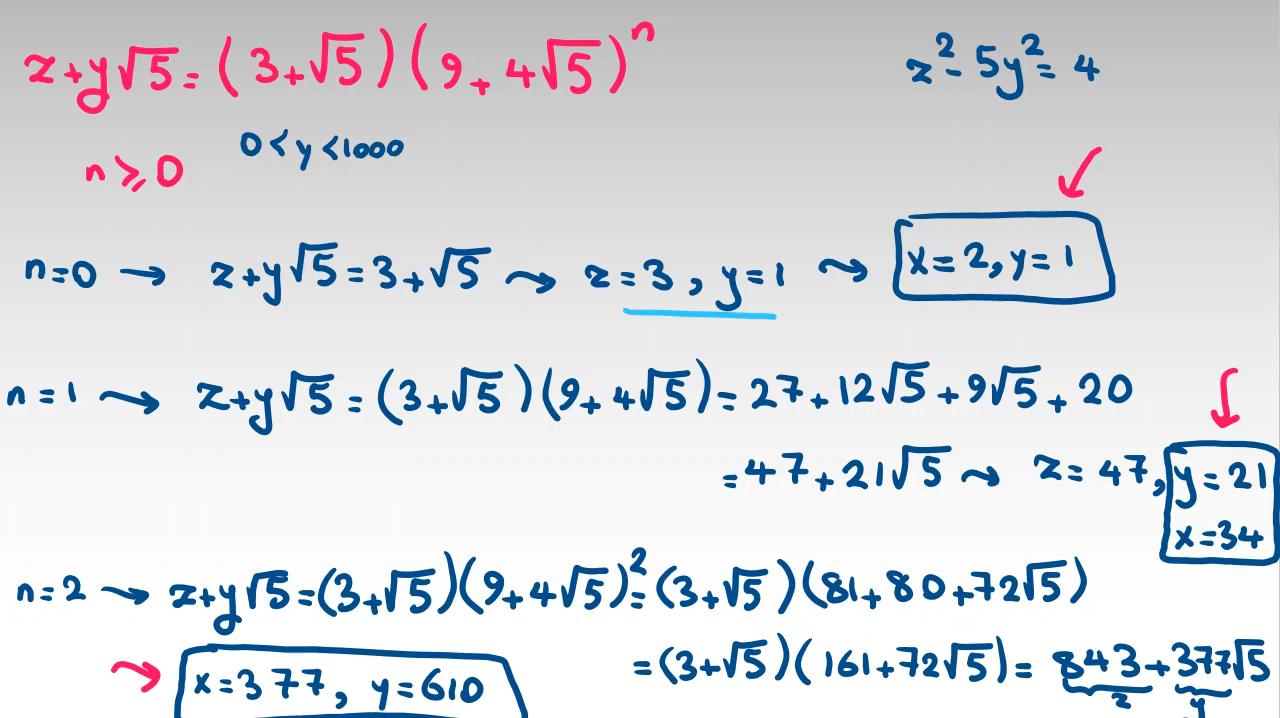 z+y√5=(3+√5)(9+4√5)ⁿ
z²-5y²=4
n≥0
0<y<1000
n=0 → z+y√5=3+√5 → z=3, y=1 → x=2, y=1
n=1 → z+y√5=(3+√5)(9+4√5)=27+12√5+9√5+20
=47+21√5 → z=47, y=21
x=34
n=2 → z+y√5=(3+√5)(9+4√5)²=(3+√5)(81+80+72√5)
=(3+√5)(161+72√5)=843+377√5
z y
x=377, y=610